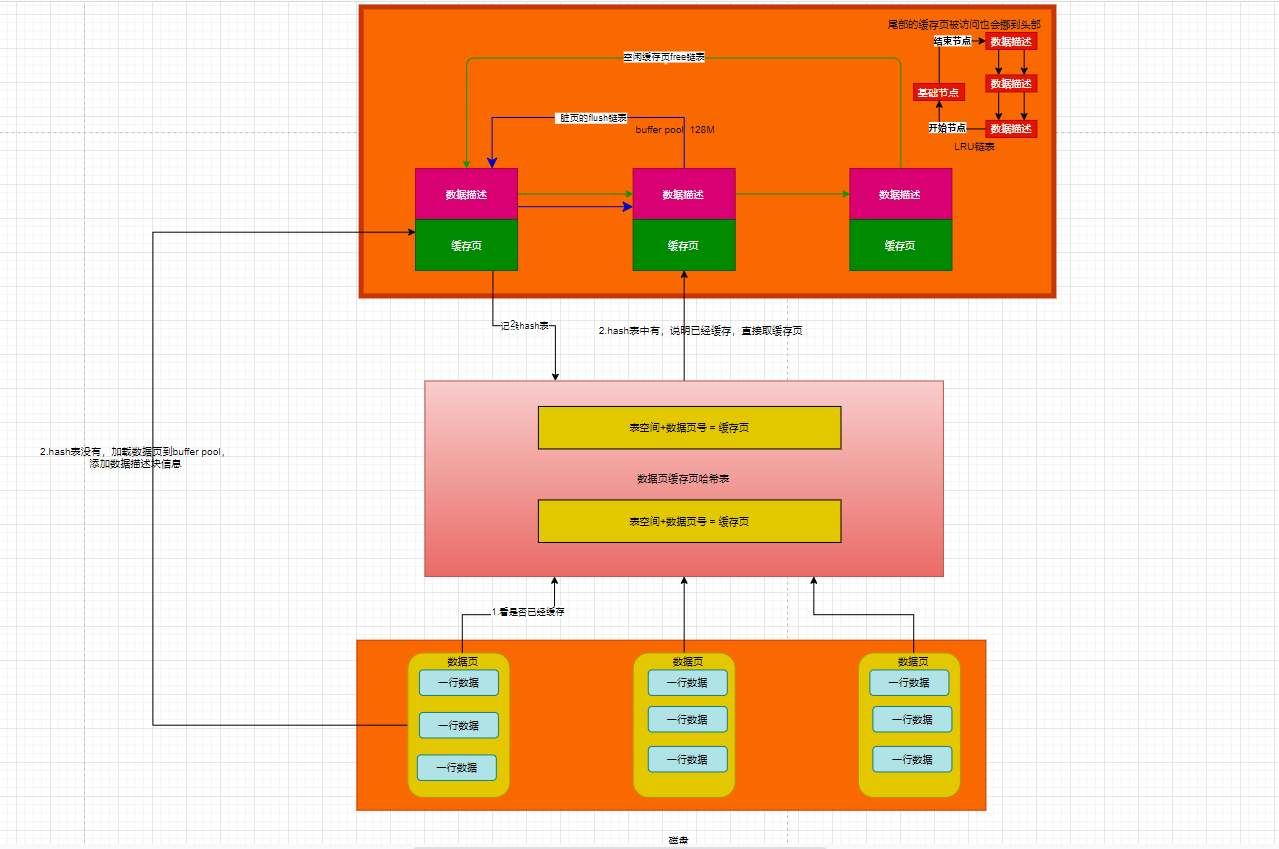 尾部的缓存页被访问也会挪到头部
结束节点
数据描述
空闲缓存页free链表
数据描述
基础节点
脏页的flush链表
buffer pool 128M
开始节点
数据描述
LRU链表
数据描述
数据描述
数据描述
缓存页
缓存页
缓存页
hash表
2.hash表中有，说明已经缓存，直接取缓存页
表空间+数据页号 = 缓存页
2.hash表没有，加载数据页到buffer pool，
添加数据描述块信息
数据页缓存页哈希表
表空间+数据页号 = 缓存页
1.看是否已经缓存
数据页
数据页
数据页
一行数据
一行数据
一行数据
一行数据
一行数据
一行数据
一行数据
一行数据
一行数据
磁盘